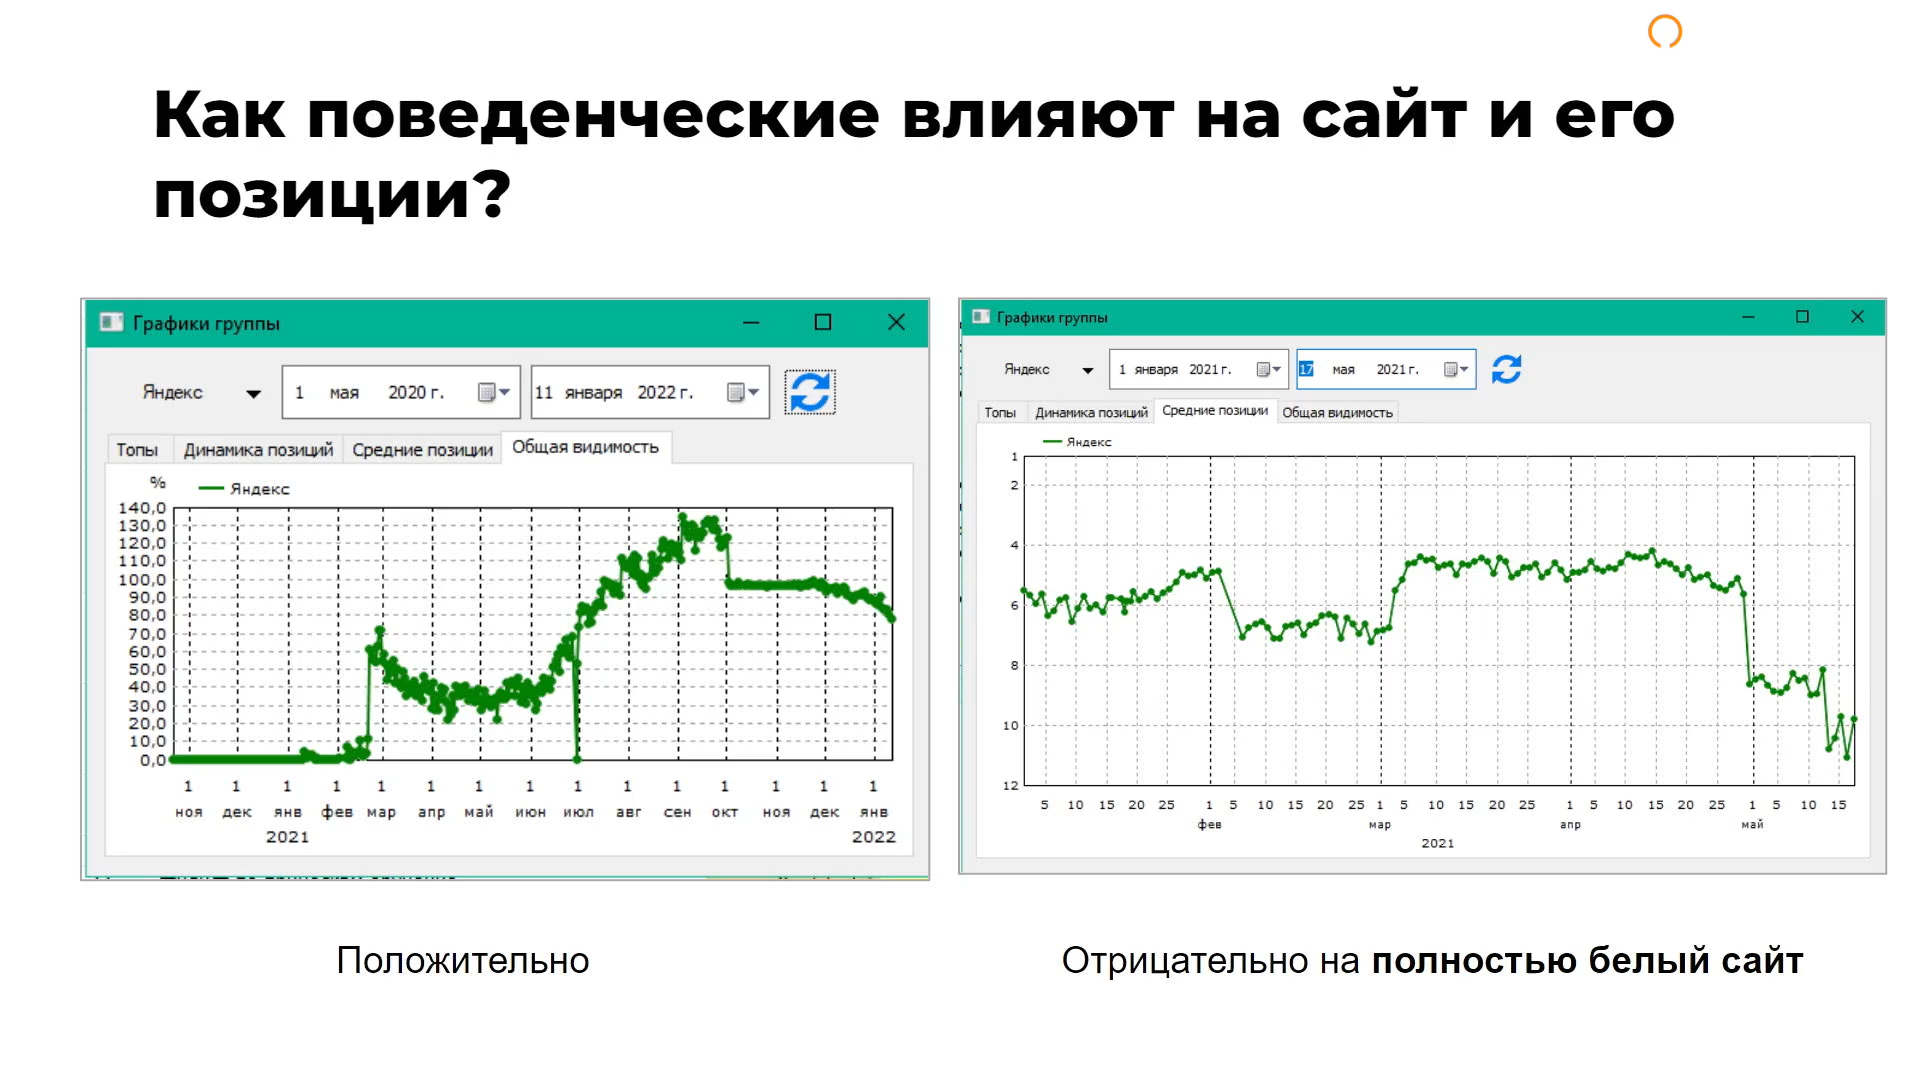 Как поведенческие влияют на сайт и его
позиции?
Графики группы
Яндекс
1 мая 2020 г.
11 января 2022 г.
Топы
Динамика позиций
Средние позиции
Общая видимость
%
Яндекс
140,0
130,0
120,0
110,0
100,0
90,0
80,0
70,0
60,0
50,0
40,0
30,0
20,0
10,0
0,0
1 1 1 1 1 1 1 1 1 1 1 1 1 1 1
ноя дек янв фев мар апр май июн июл авг сен окт ноя дек янв
2021 2022
Графики группы
Яндекс
1 января 2021 г.
17 мая 2021 г.
Топы
Динамика позиций
Средние позиции
Общая видимость
Яндекс
1
2
4
6
8
10
12
5 10 15 20 25 1 5 10 15 20 25 1 5 10 15 20 25 1 5 10 15 20 25 1 5 10 15
фев мар апр май
2021
Положительно
Отрицательно на полностью белый сайт